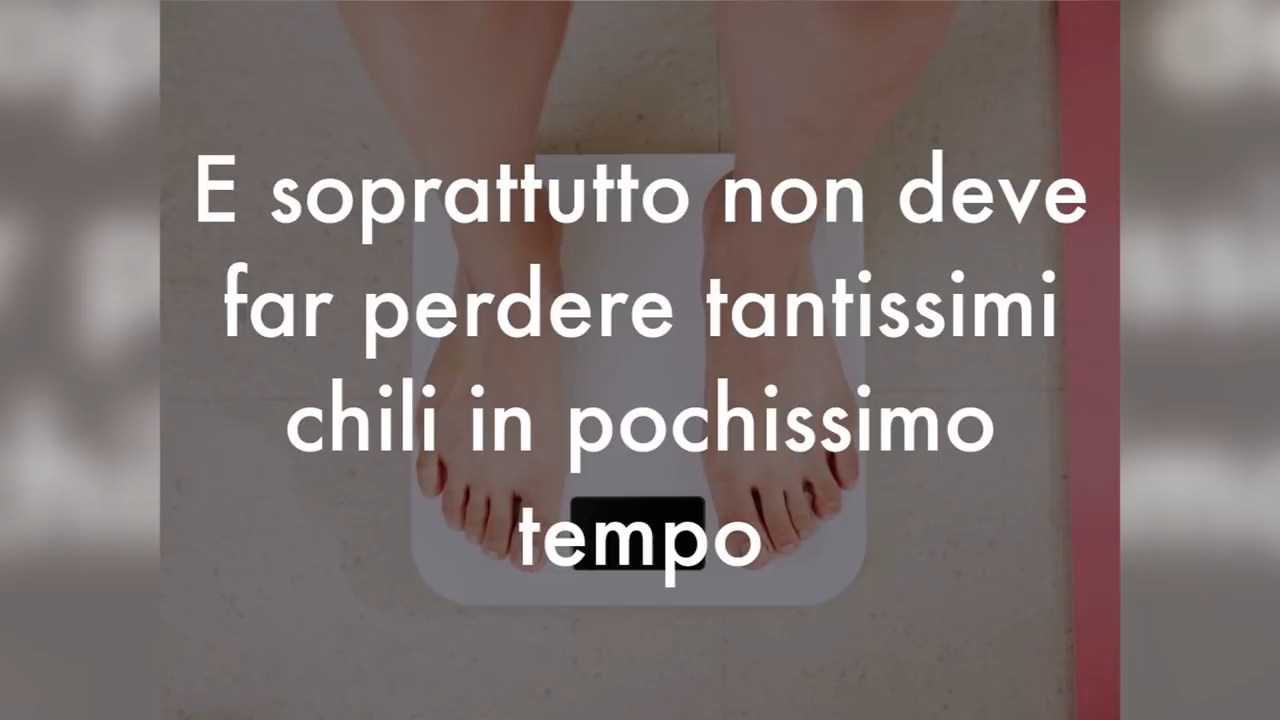 E soprattutto non deve
far perdere tantissimi
chili in pochissimo
tempo